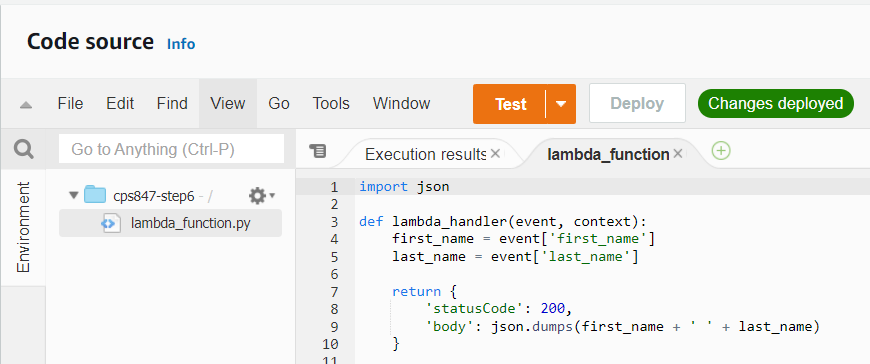 Code source Info
File Edit Find View Go Tools Window Test Deploy Changes deployed
Go to Anything (Ctrl-P)
Execution results lambda_function
Environment
cps847-step6 - /
lambda_function.py
1 import json
2
3 def lambda_handler(event, context):
4 first_name = event['first_name']
5 last_name = event['last_name']
6
7 return {
8 'statusCode': 200,
9 'body': json.dumps(first_name + ' ' + last_name)
10 }
11